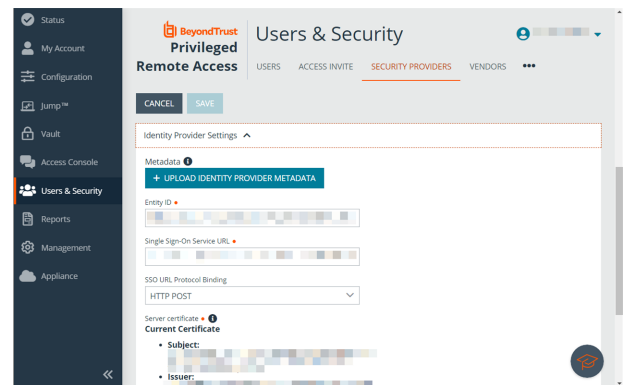 Status
My Account
Configuration
Jump™
Vault
Access Console
Users & Security
Reports
Management
Appliance
BeyondTrust
Privileged
Remote Access
Users & Security
USERS ACCESS INVITE SECURITY PROVIDERS VENDORS •••
CANCEL SAVE
Identity Provider Settings
Metadata
+ UPLOAD IDENTITY PROVIDER METADATA
Entity ID •
Single Sign-On Service URL •
SSO URL Protocol Binding
HTTP POST
Server certificate •
Current Certificate
• Subject:
• Issuer: